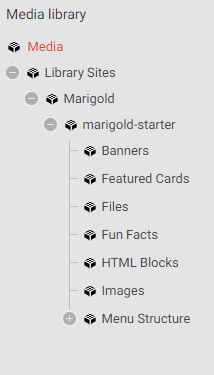 Media library
Media
Library Sites
Marigold
marigold-starter
Banners
Featured Cards
Files
Fun Facts
HTML Blocks
Images
Menu Structure